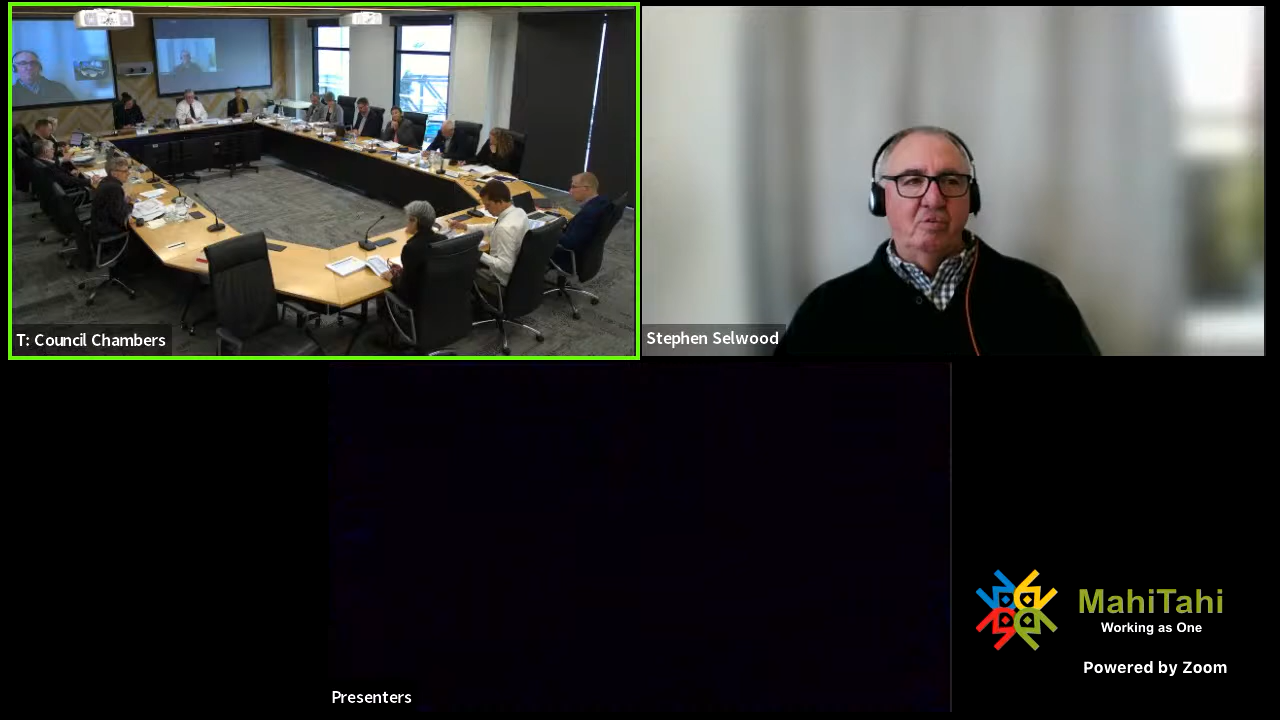 T: Council Chambers
Stephen Selwood
MahiTahi
Working as One
Powered by Zoom
Presenters